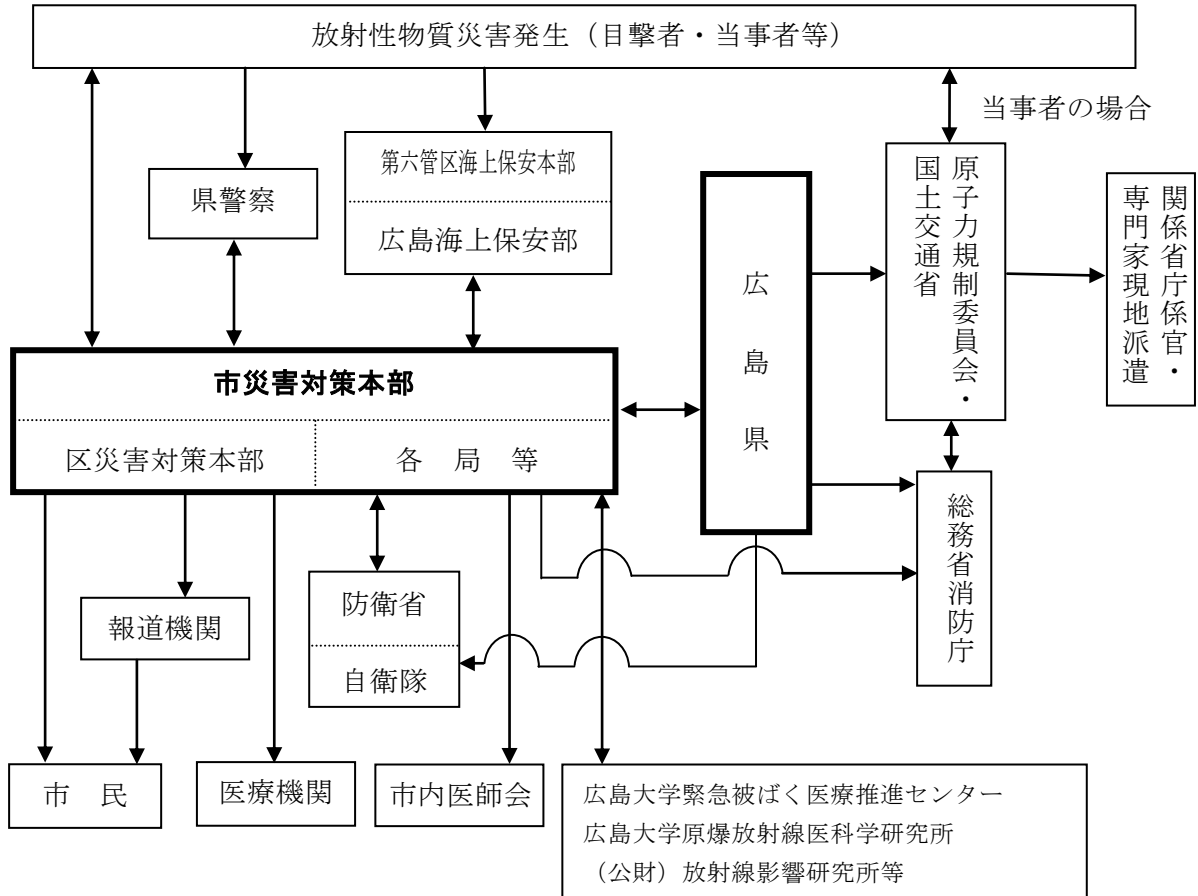 放射性物質災害発生（目撃者・当事者等）
当事者の場合
第六管区海上保安本部
広島海上保安部
県警察
広島県
原子力規制委員会・
国土交通省
関係省庁係官・
専門家現地派遣
市災害対策本部
区災害対策本部
各　局　等
総務省消防庁
防衛省
自衛隊
報道機関
市　民
医療機関
市内医師会
広島大学緊急被ばく医療推進センター
広島大学原爆放射線医科学研究所
（公財）放射線影響研究所等